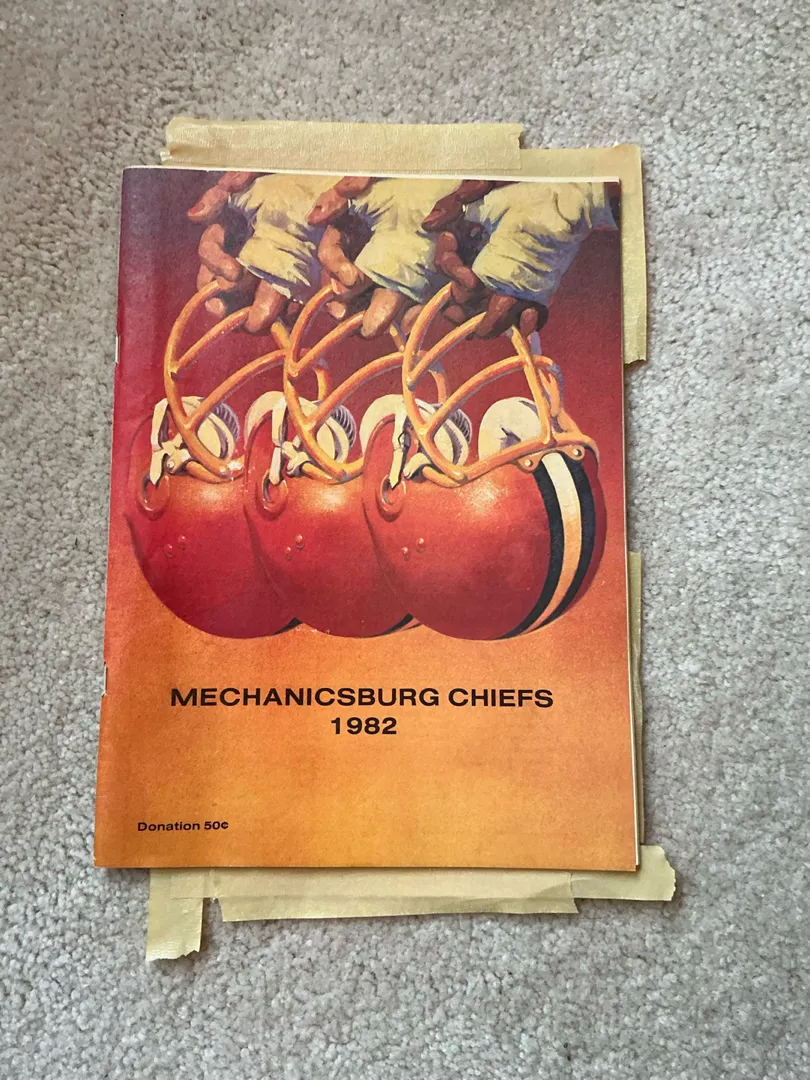 MECHANICSBURG CHIEFS
1982
Donation 50¢